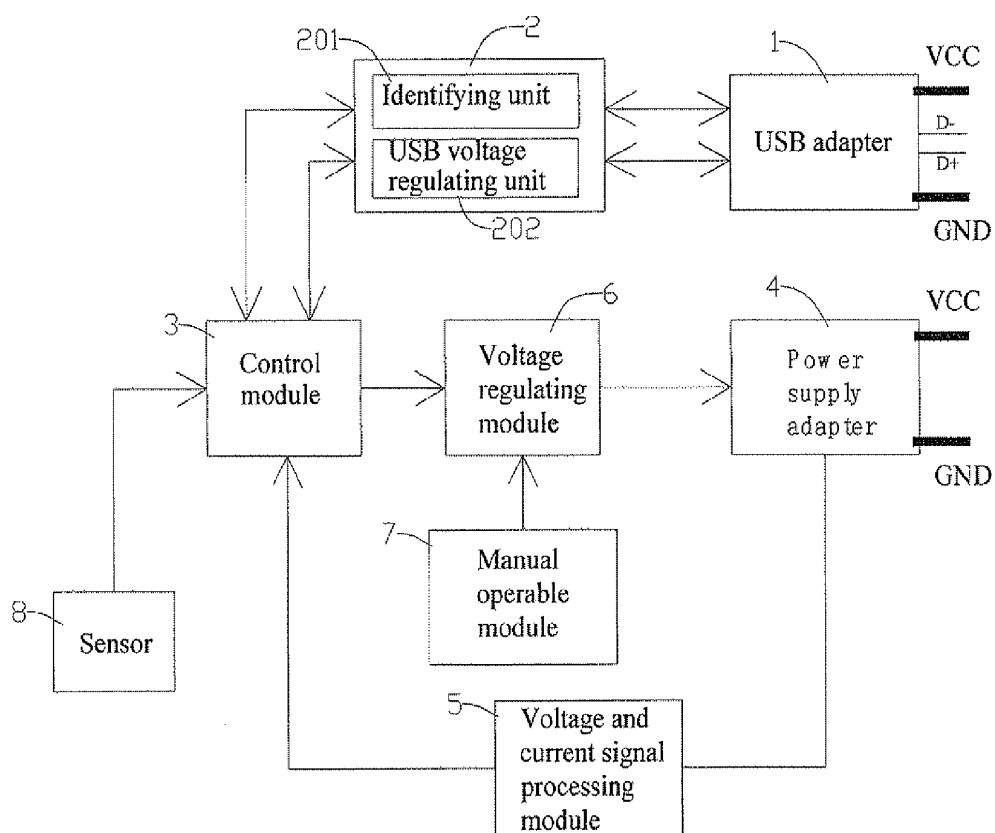 201
2
1
VCC
Identifying unit
USB voltage
regulating unit
202
USB adapter
D-
D+
GND
3
Control
module
6
Voltage
regulating
module
4
VCC
Power
supply
adapter
GND
7
Manual
operable
module
8
Sensor
5
Voltage and
current signal
processing
module